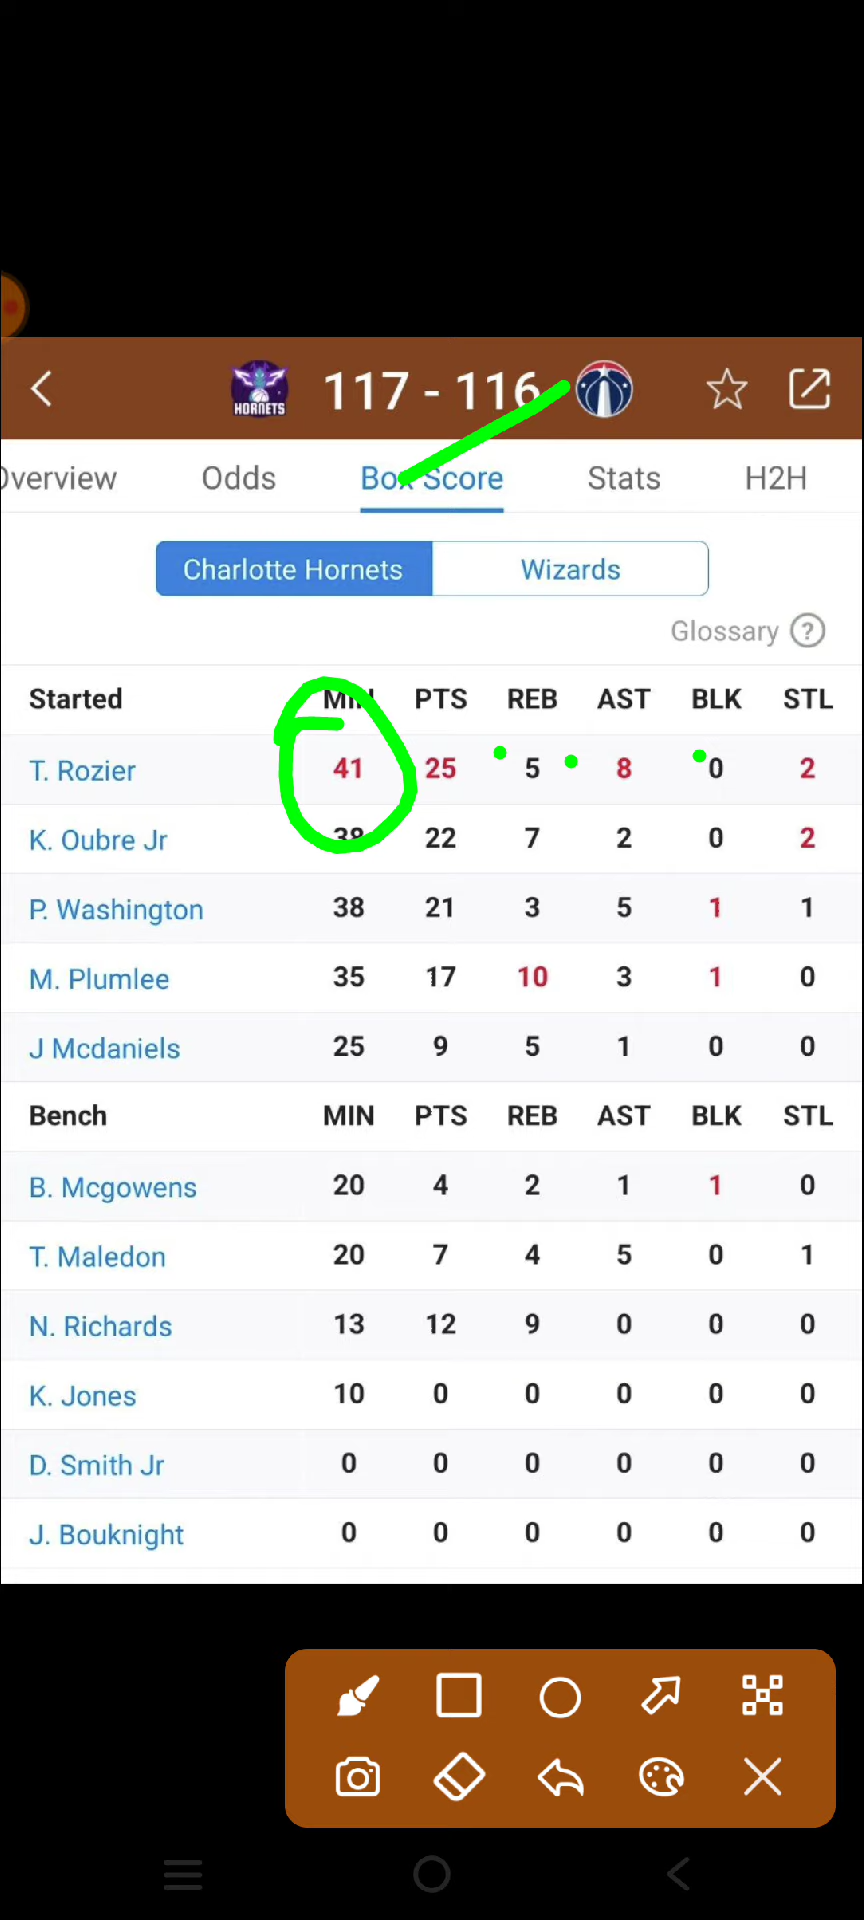 HORNETS 117 - 116
Overview Odds Box Score Stats H2H
Charlotte Hornets Wizards
Glossary ?
Started MIN PTS REB AST BLK STL
T. Rozier 41 25 5 8 0 2
K. Oubre Jr 38 22 7 2 0 2
P. Washington 38 21 3 5 1 1
M. Plumlee 35 17 10 3 1 0
J Mcdaniels 25 9 5 1 0 0
Bench MIN PTS REB AST BLK STL
B. Mcgowens 20 4 2 1 1 0
T. Maledon 20 7 4 5 0 1
N. Richards 13 12 9 0 0 0
K. Jones 10 0 0 0 0 0
D. Smith Jr 0 0 0 0 0 0
J. Bouknight 0 0 0 0 0 0